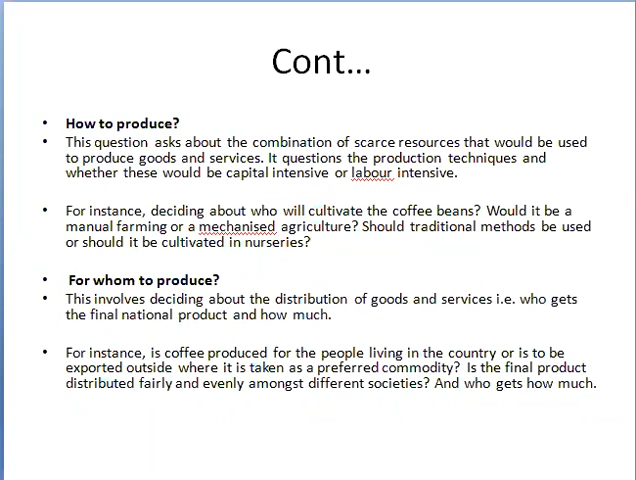 Cont...
• How to produce?
• This question asks about the combination of scarce resources that would be used
to produce goods and services. It questions the production techniques and
whether these would be capital intensive or labour intensive.
• For instance, deciding about who will cultivate the coffee beans? Would it be a
manual farming or a mechanised agriculture? Should traditional methods be used
or should it be cultivated in nurseries?
• For whom to produce?
• This involves deciding about the distribution of goods and services i.e. who gets
the final national product and how much.
• For instance, is coffee produced for the people living in the country or is to be
exported outside where it is taken as a preferred commodity? Is the final product
distributed fairly and evenly amongst different societies? And who gets how much.